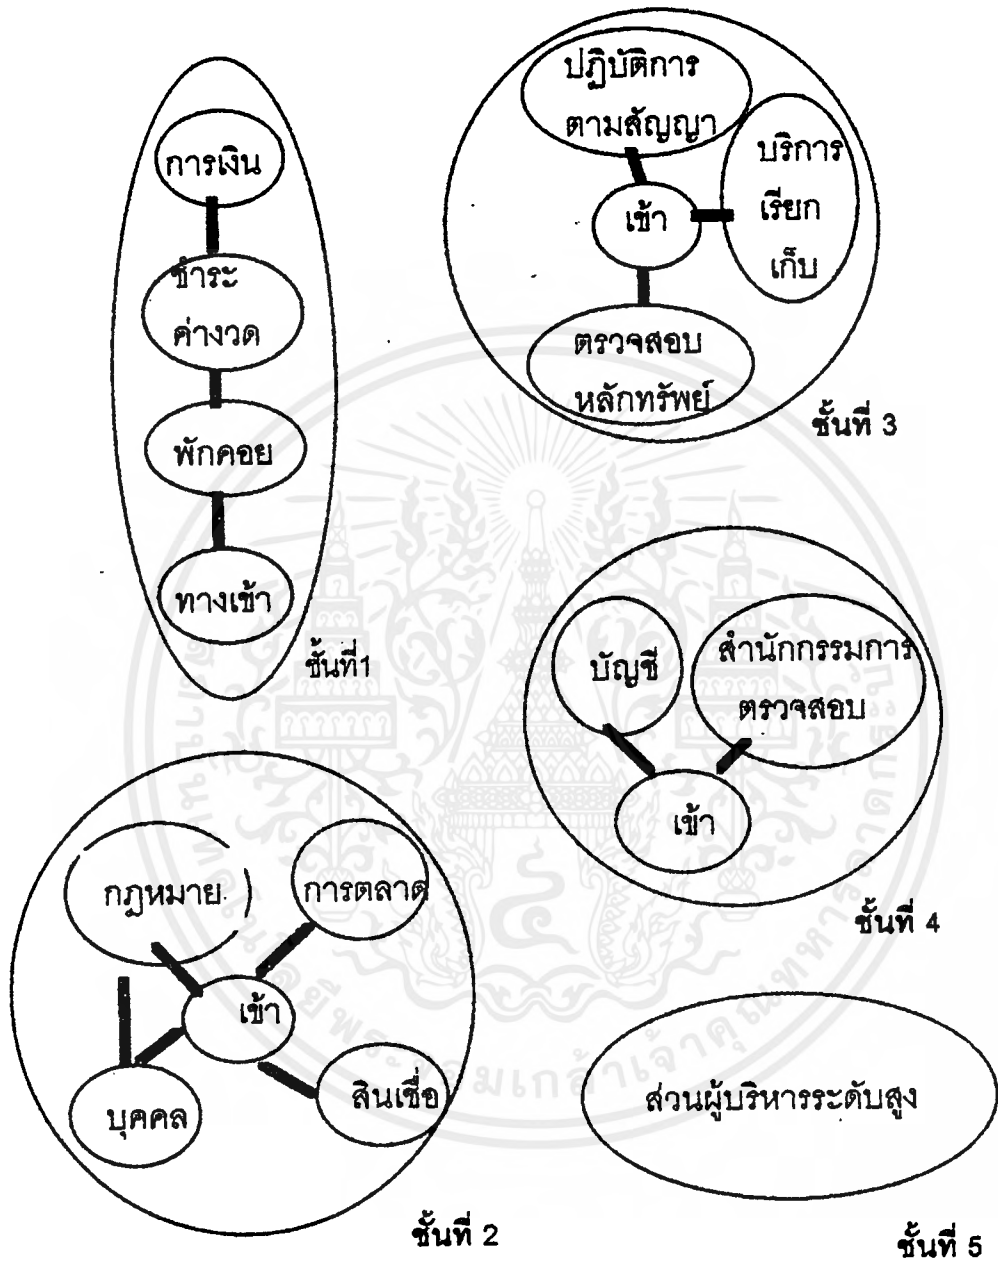 การเงิน
ชำระ
ค่างวด
พักคอย
ทางเข้า
ชั้นที่1
กฎหมาย
การตลาด
เข้า
บุคคล
สินเชื่อ
ชั้นที่ 2
ปฏิบัติการ
ตามสัญญา
บริการ
เรียก
เก็บ
เข้า
ตรวจสอบ
หลักทรัพย์
ชั้นที่ 3
บัญชี
สำนักกรรมการ
ตรวจสอบ
เข้า
ชั้นที่ 4
ส่วนผู้บริหารระดับสูง
ชั้นที่ 5